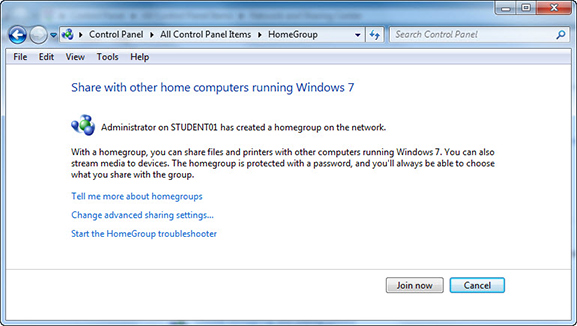 Control Panel ▸ All Control Panel Items ▸ HomeGroup
Search Control Panel
File Edit View Tools Help
Share with other home computers running Windows 7
Administrator on STUDENT01 has created a homegroup on the network.
With a homegroup, you can share files and printers with other computers running Windows 7. You can also
stream media to devices. The homegroup is protected with a password, and you'll always be able to choose
what you share with the group.
Tell me more about homegroups
Change advanced sharing settings...
Start the HomeGroup troubleshooter
Join now Cancel